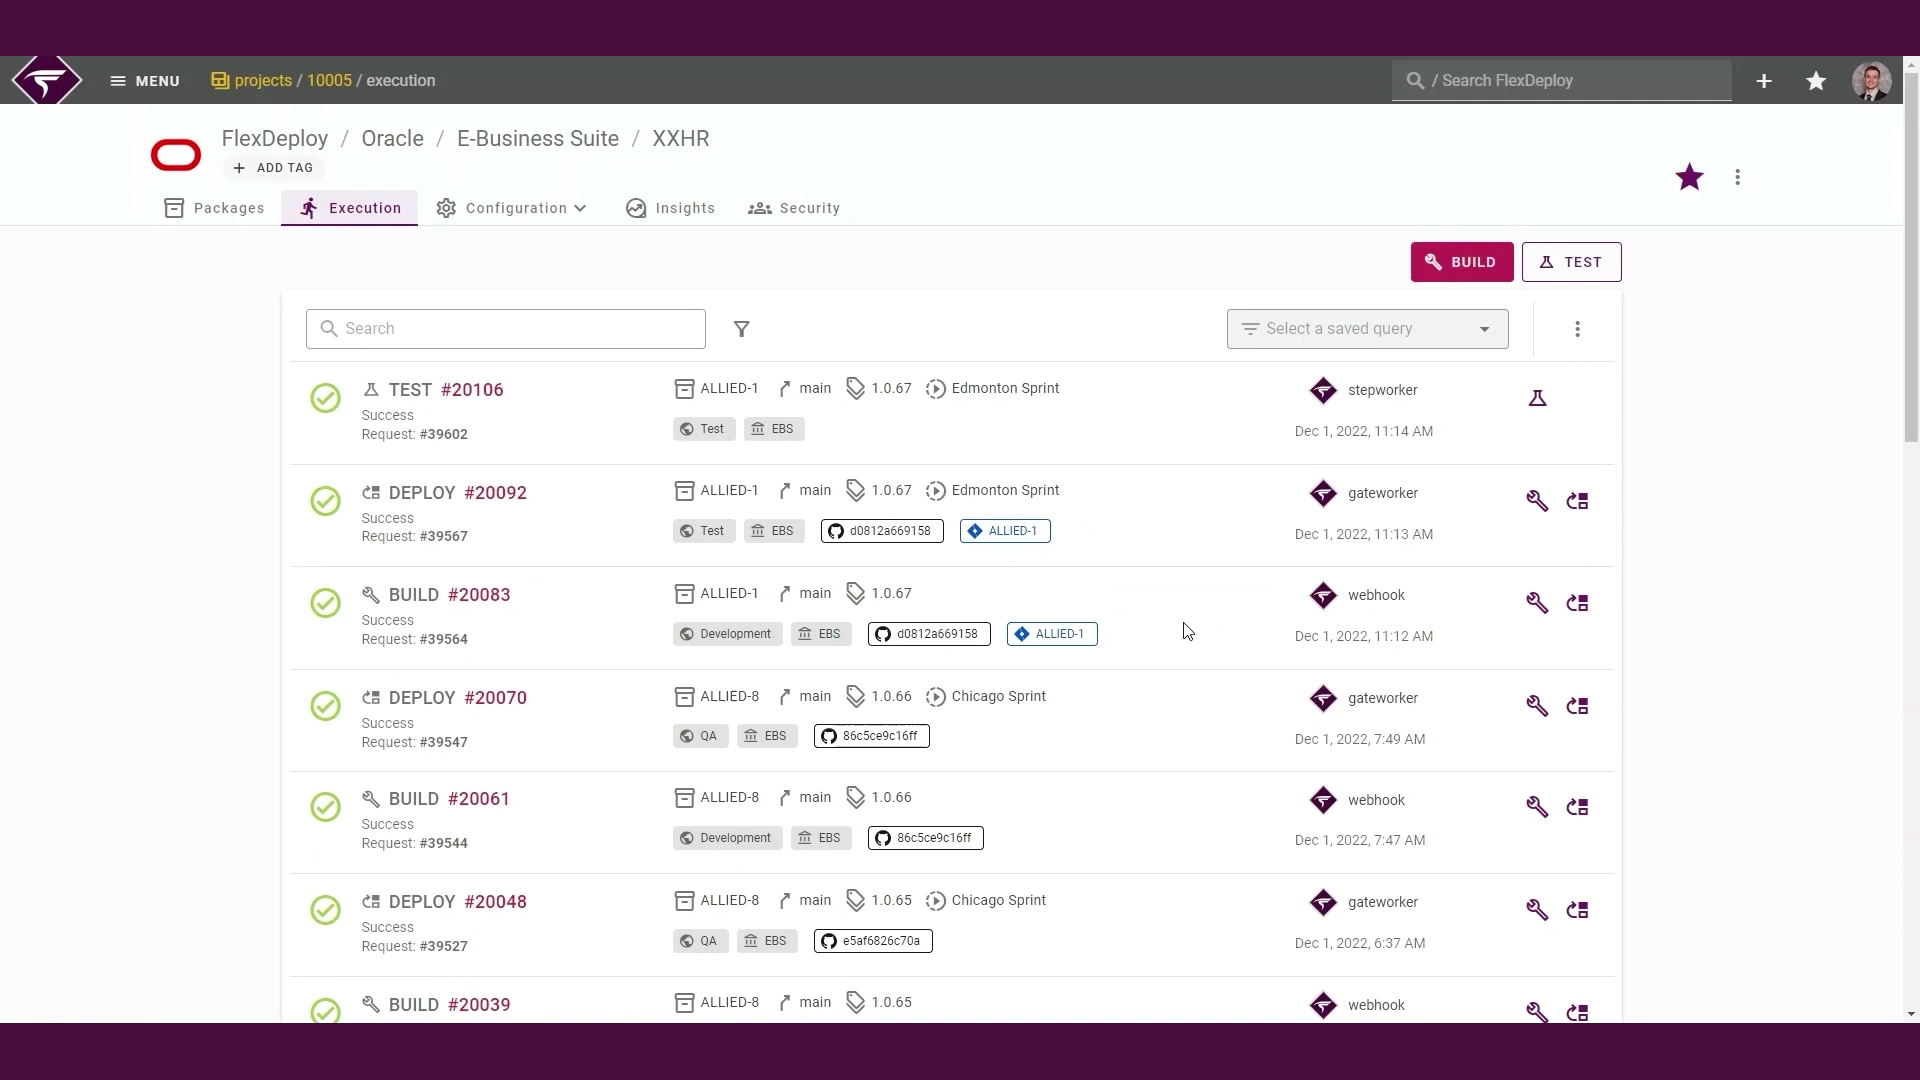 MENU projects / 10005 / execution / Search FlexDeploy
FlexDeploy / Oracle / E-Business Suite / XXHR
+ ADD TAG
Packages Execution Configuration Insights Security
BUILD TEST
Search Select a saved query
TEST #20106 ALLIED-1 main 1.0.67 Edmonton Sprint stepworker
Success
Request: #39602 Test EBS Dec 1, 2022, 11:14 AM
DEPLOY #20092 ALLIED-1 main 1.0.67 Edmonton Sprint gateworker
Success
Request: #39567 Test EBS d0812a669158 ALLIED-1 Dec 1, 2022, 11:13 AM
BUILD #20083 ALLIED-1 main 1.0.67 webhook
Success
Request: #39564 Development EBS d0812a669158 ALLIED-1 Dec 1, 2022, 11:12 AM
DEPLOY #20070 ALLIED-8 main 1.0.66 Chicago Sprint gateworker
Success
Request: #39547 QA EBS 86c5ce9c16ff Dec 1, 2022, 7:49 AM
BUILD #20061 ALLIED-8 main 1.0.66 webhook
Success
Request: #39544 Development EBS 86c5ce9c16ff Dec 1, 2022, 7:47 AM
DEPLOY #20048 ALLIED-8 main 1.0.65 Chicago Sprint gateworker
Success
Request: #39527 QA EBS e5af6826c70a Dec 1, 2022, 6:37 AM
BUILD #20039 ALLIED-8 main 1.0.65 webhook